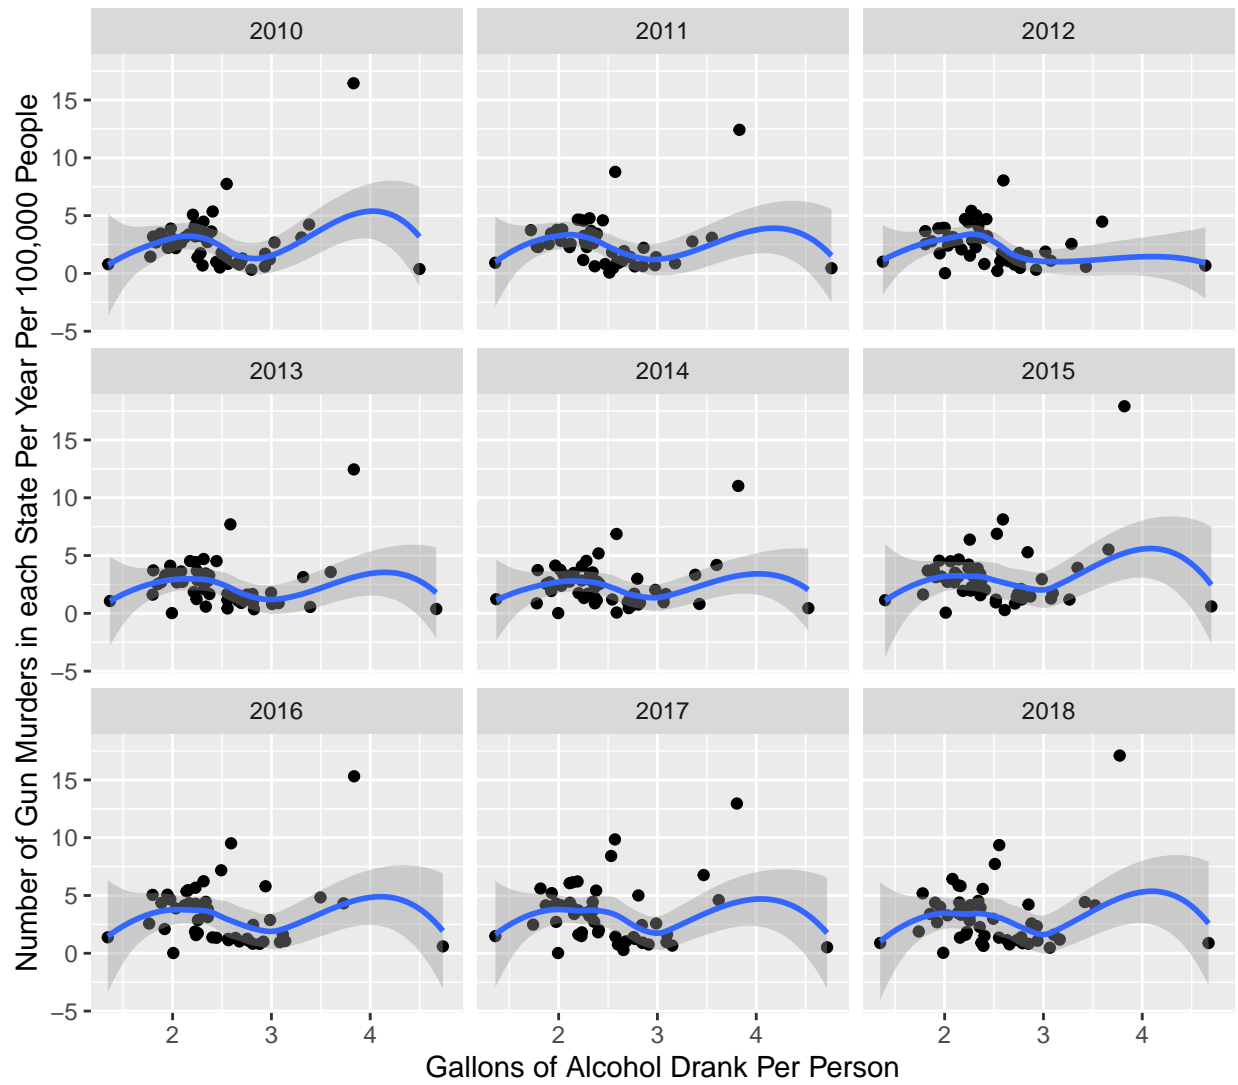 2010 2011 2012
15
10
5
0
−5
2013 2014 2015
15
10
5
0
−5
2016 2017 2018
15
10
5
0
−5
2 3 4 2 3 4 2 3 4
Gallons of Alcohol Drank Per Person
Number of Gun Murders in each State Per Year Per 100,000 People